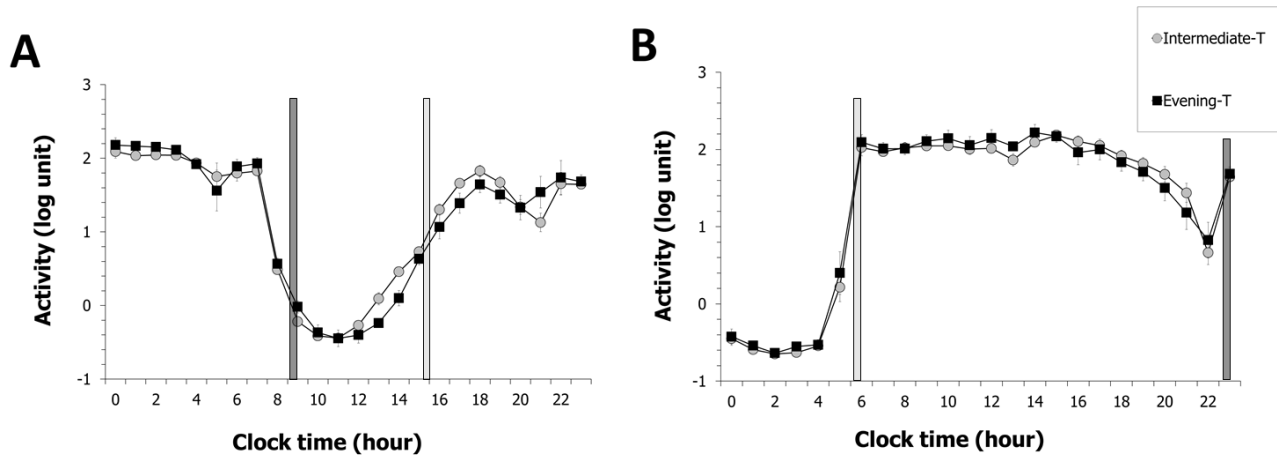 A
3
2
1
0
-1
Activity (log unit)
0 2 4 6 8 10 12 14 16 18 20 22
Clock time (hour)
B
3
2
1
0
-1
Activity (log unit)
0 2 4 6 8 10 12 14 16 18 20 22
Clock time (hour)
Intermediate-T
Evening-T